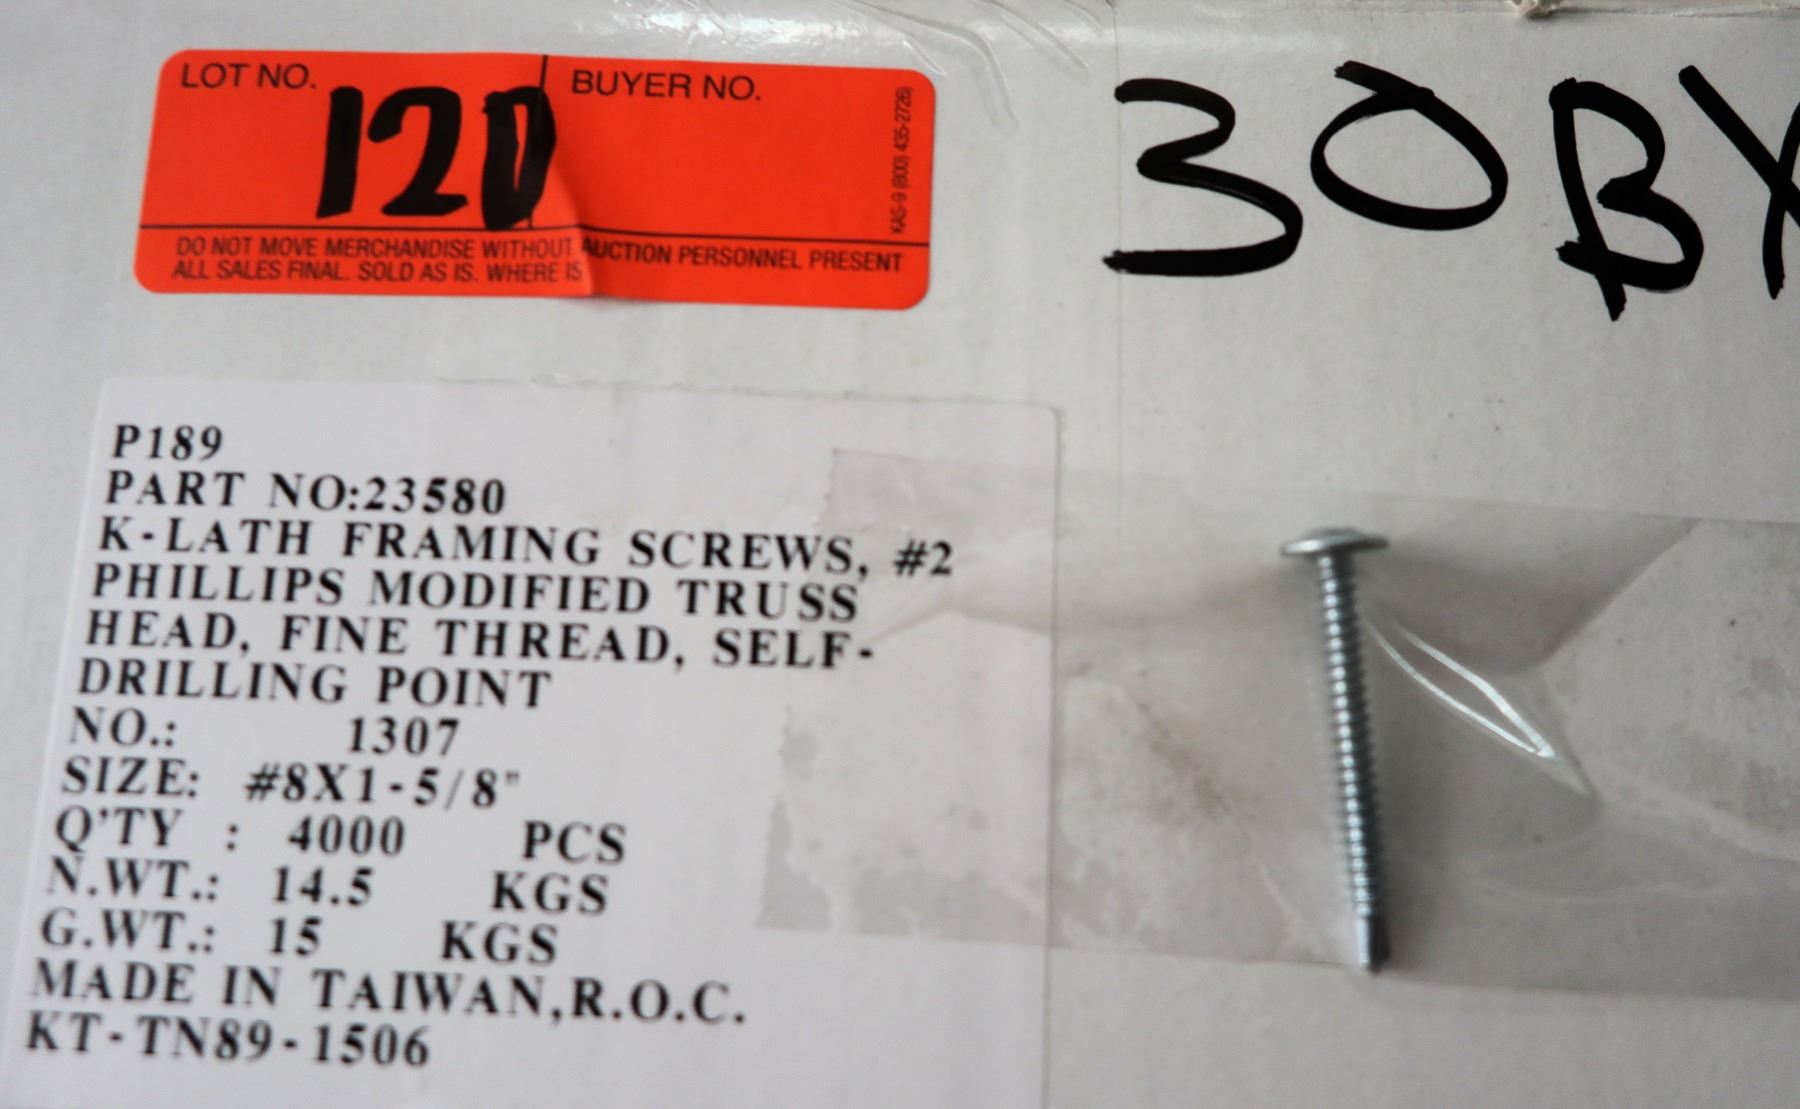 LOT NO. 120 BUYER NO.
KAS-9 (800) 435-2726)
DO NOT MOVE MERCHANDISE WITHOUT AUCTION PERSONNEL PRESENT
ALL SALES FINAL. SOLD AS IS. WHERE IS
30BX
P189
PART NO:23580
K-LATH FRAMING SCREWS, #2
PHILLIPS MODIFIED TRUSS
HEAD, FINE THREAD, SELF-
DRILLING POINT
NO.: 1307
SIZE: #8X1-5/8"
Q'TY : 4000 PCS
N.WT.: 14.5 KGS
G.WT.: 15 KGS
MADE IN TAIWAN,R.O.C.
KT-TN89-1506